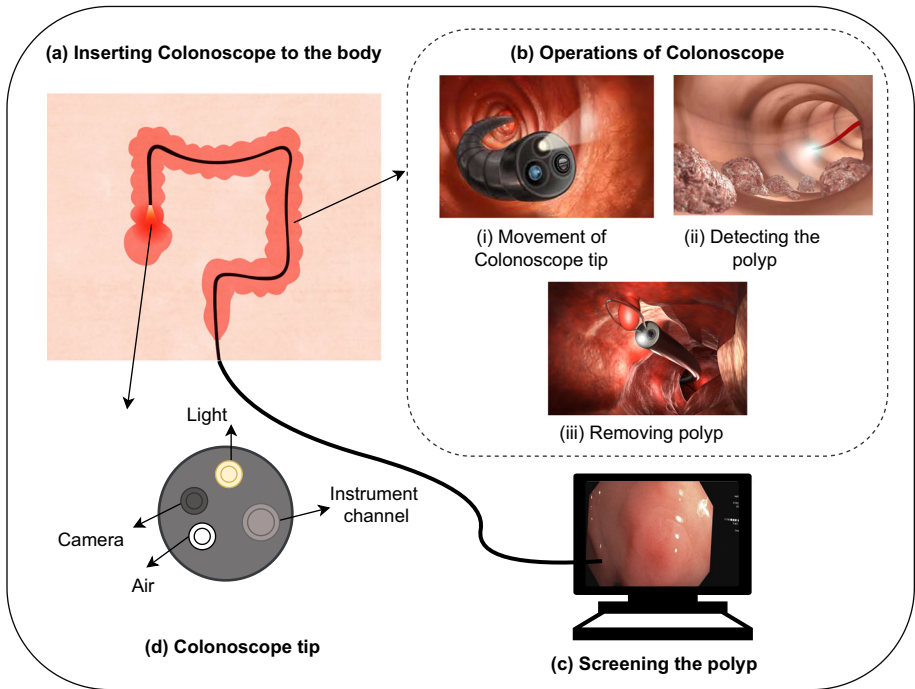 (a) Inserting Colonoscope to the body
(b) Operations of Colonoscope
(i) Movement of
Colonoscope tip
(ii) Detecting the
polyp
(iii) Removing polyp
Light
Instrument
channel
Camera
Air
(d) Colonoscope tip
(c) Screening the polyp